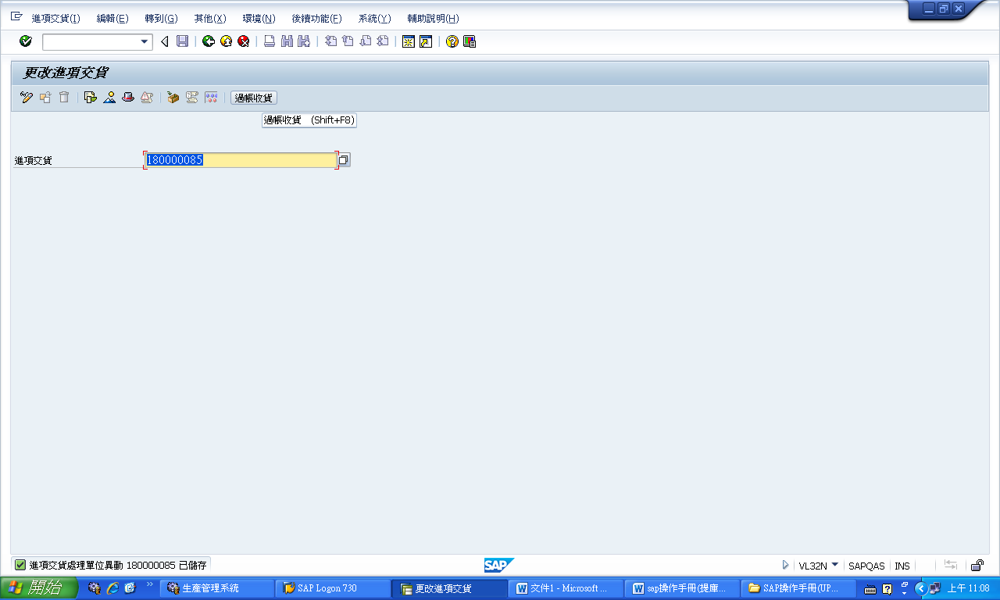 進項交貨(I) 編輯(E) 轉到(G) 其他(X) 環境(N) 後續功能(F) 系統(Y) 輔助說明(H)
更改進項交貨
過帳收貨
過帳收貨 (Shift+F8)
進項交貨 180000085
進項交貨處理單位異動 180000085 已儲存 SAP VL32N SAPQAS INS
開始 » 生產管理系統 SAP Logon 730 更改進項交貨 文件1 - Microsoft ... sap操作手冊(提庫... SAP操作手冊(UP... 上午 11:08